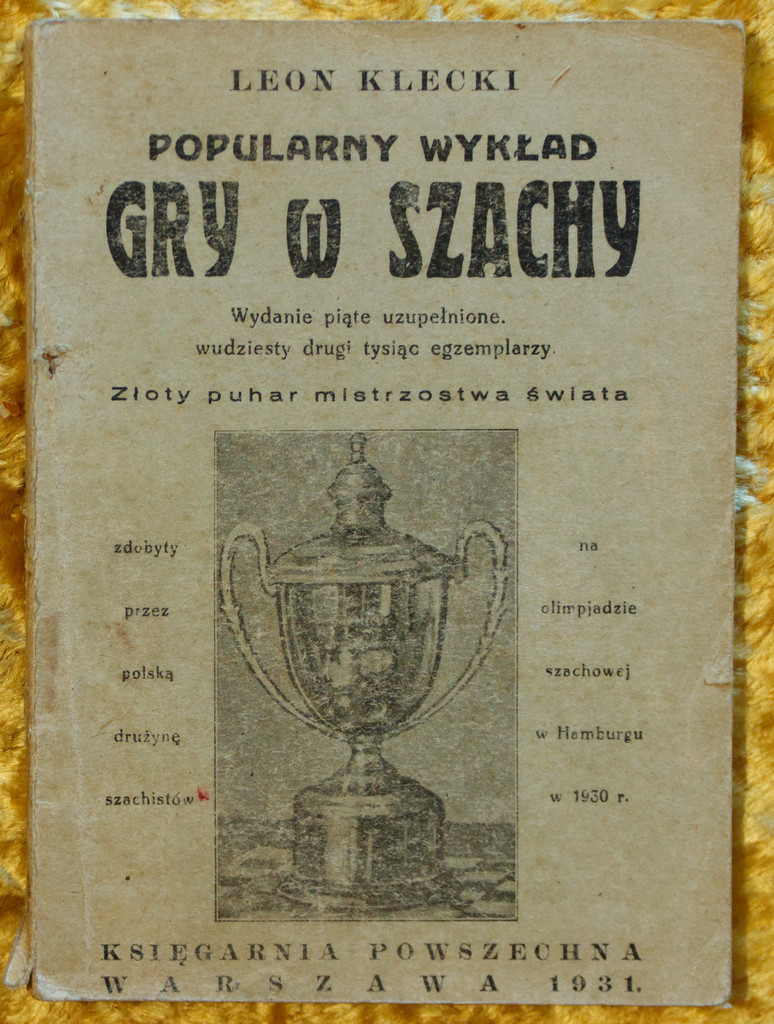 LEON KLECKI
POPULARNY WYKŁAD
GRY W SZACHY
Wydanie piąte uzupełnione.
wudziesty drugi tysiąc egzemplarzy.
Złoty puhar mistrzostwa świata
zdobyty
przez
polską
drużynę
szachistów
na
olimpjadzie
szachowej
w Hamburgu
w 1930 r.
KSIĘGARNIA POWSZECHNA
WARSZAWA 1931.